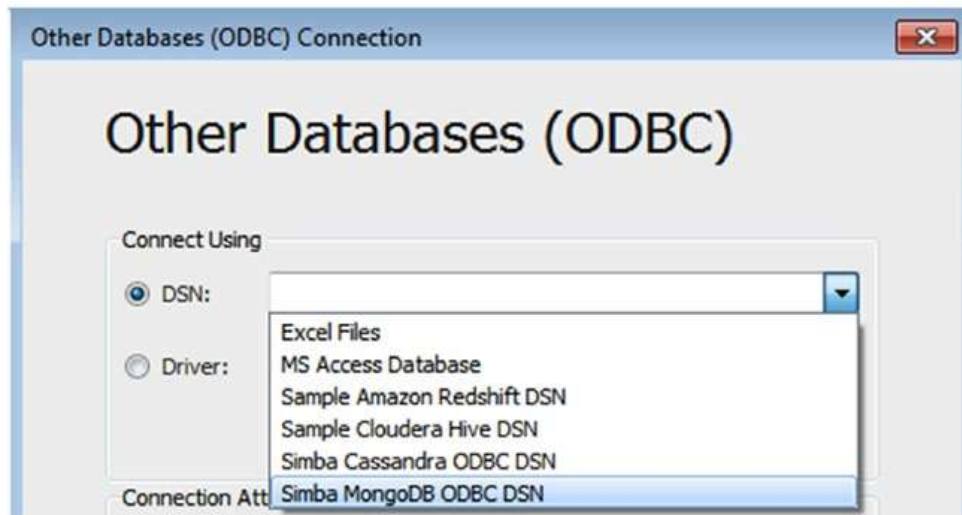 Other Databases (ODBC) Connection
Other Databases (ODBC)
Connect Using
DSN:
Excel Files
MS Access Database
Driver:
Sample Amazon Redshift DSN
Sample Cloudera Hive DSN
Simba Cassandra ODBC DSN
Connection Att
Simba MongoDB ODBC DSN